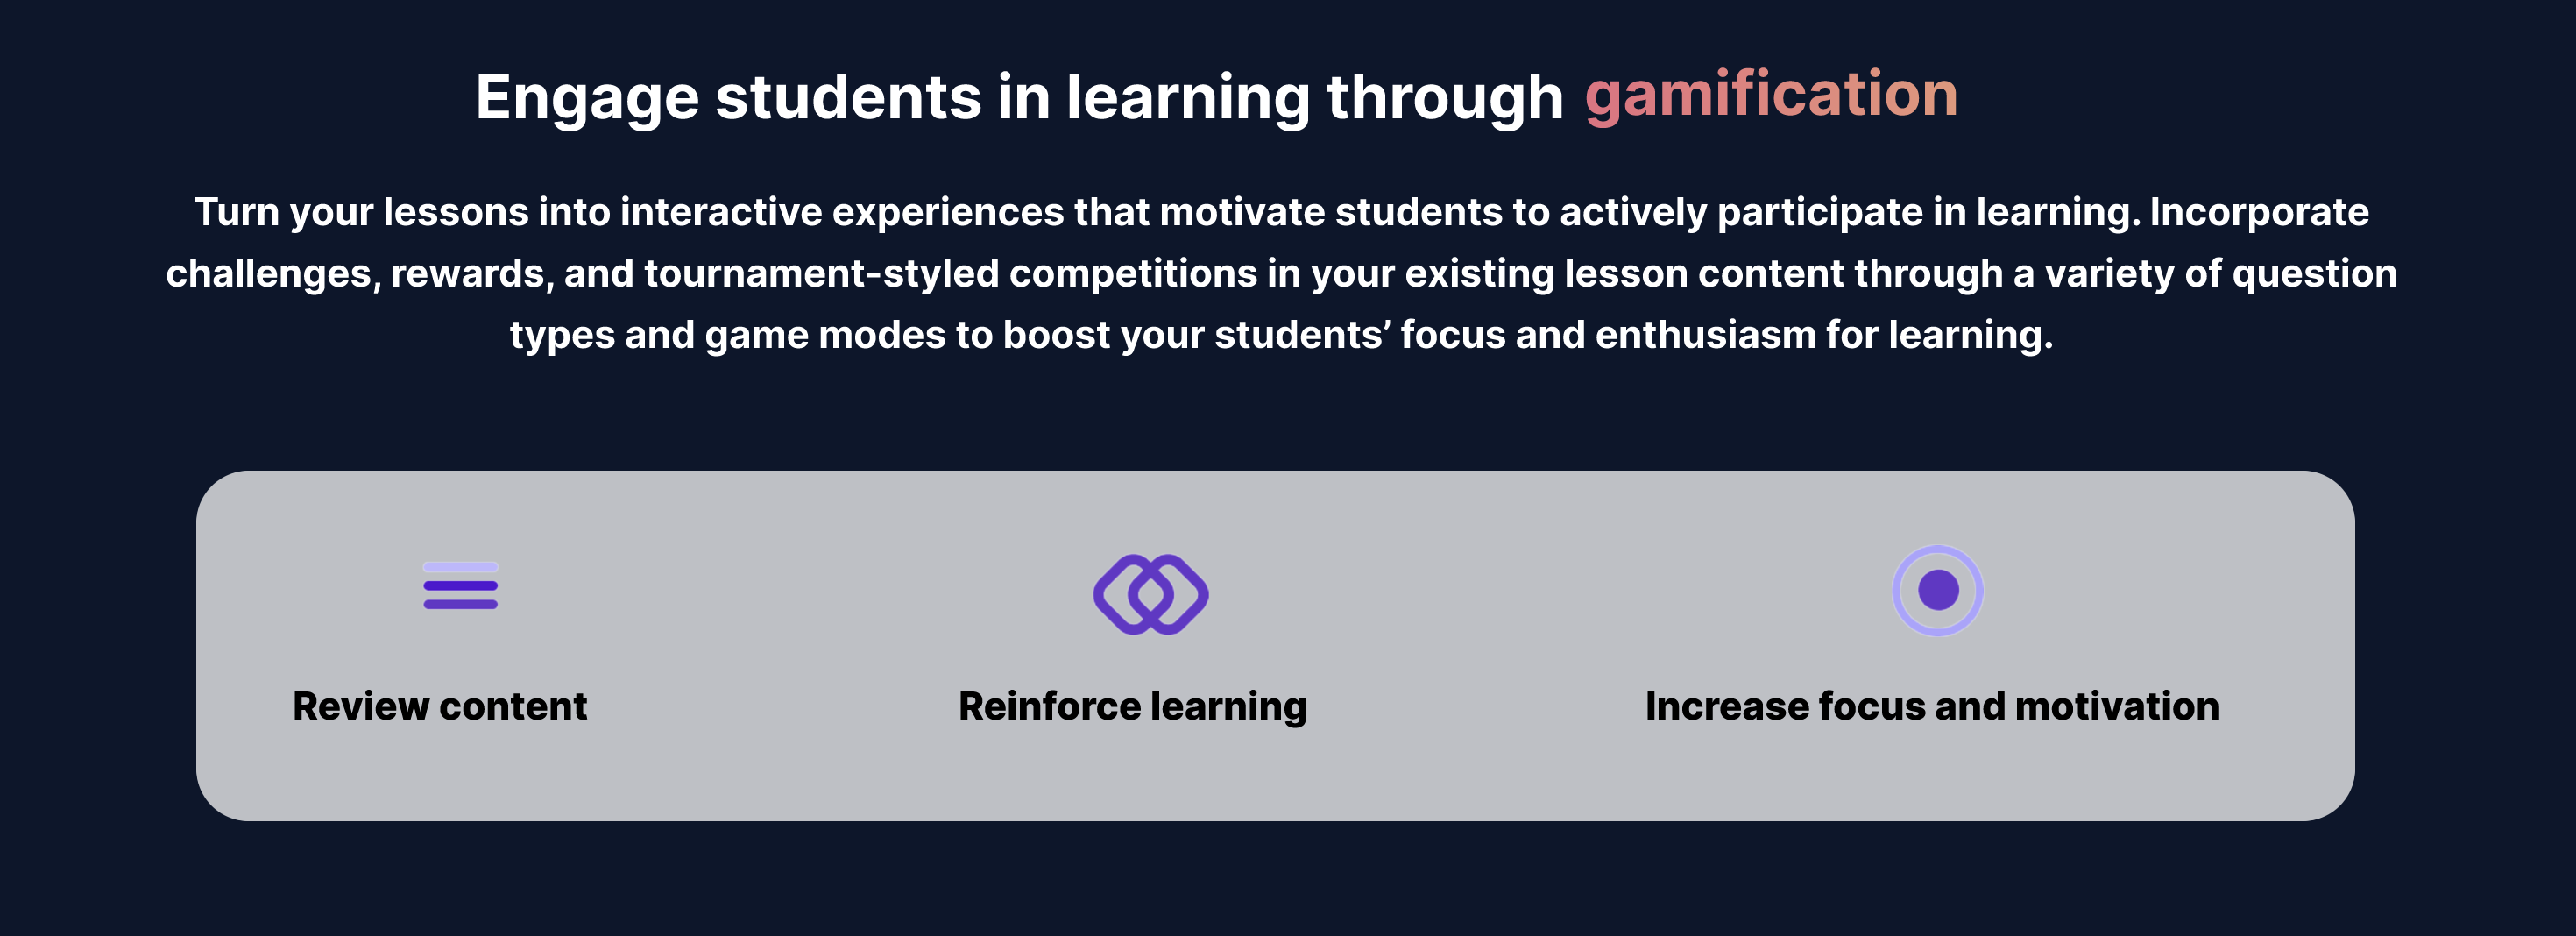 Engage students in learning through gamification
Turn your lessons into interactive experiences that motivate students to actively participate in learning. Incorporate
challenges, rewards, and tournament-styled competitions in your existing lesson content through a variety of question
types and game modes to boost your students’ focus and enthusiasm for learning.
Review content
Reinforce learning
Increase focus and motivation